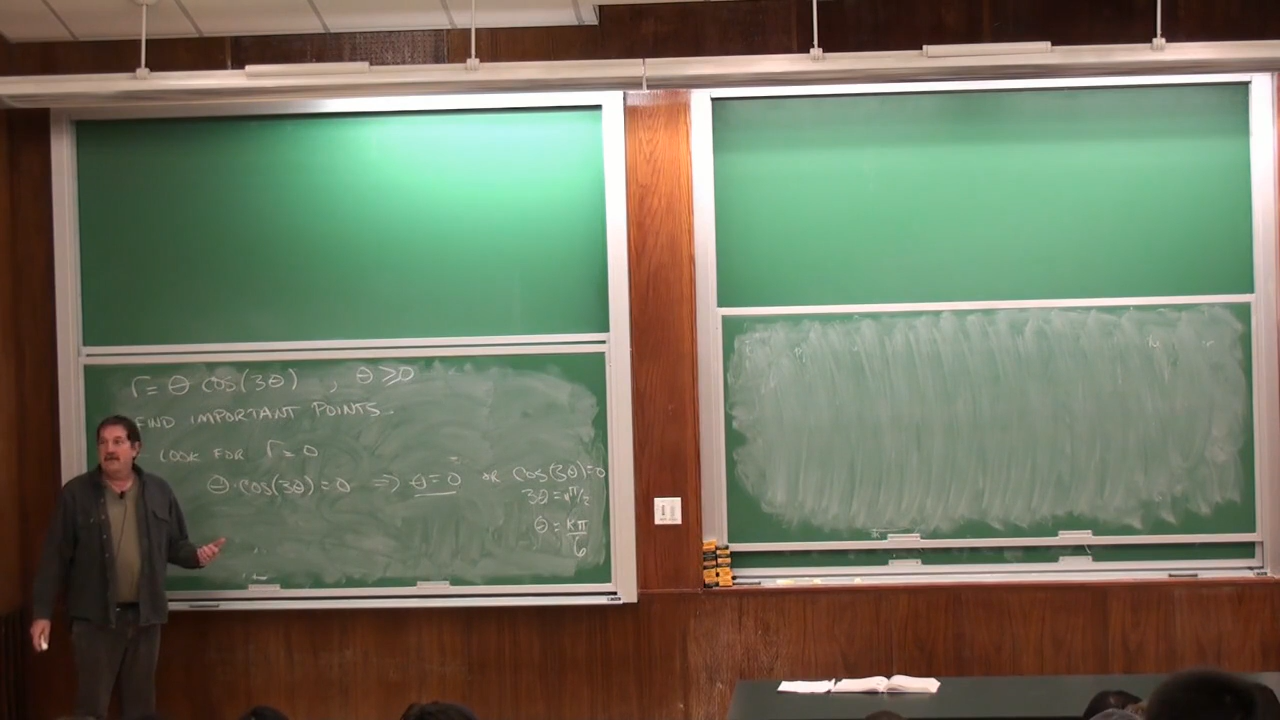 r = θ cos(3θ) , θ ≥ 0
FIND IMPORTANT POINTS.
LOOK FOR r = 0
θ·cos(3θ) = 0 ⇒ θ = 0 OR cos(3θ) = 0
3θ = π/2
θ = kπ/6